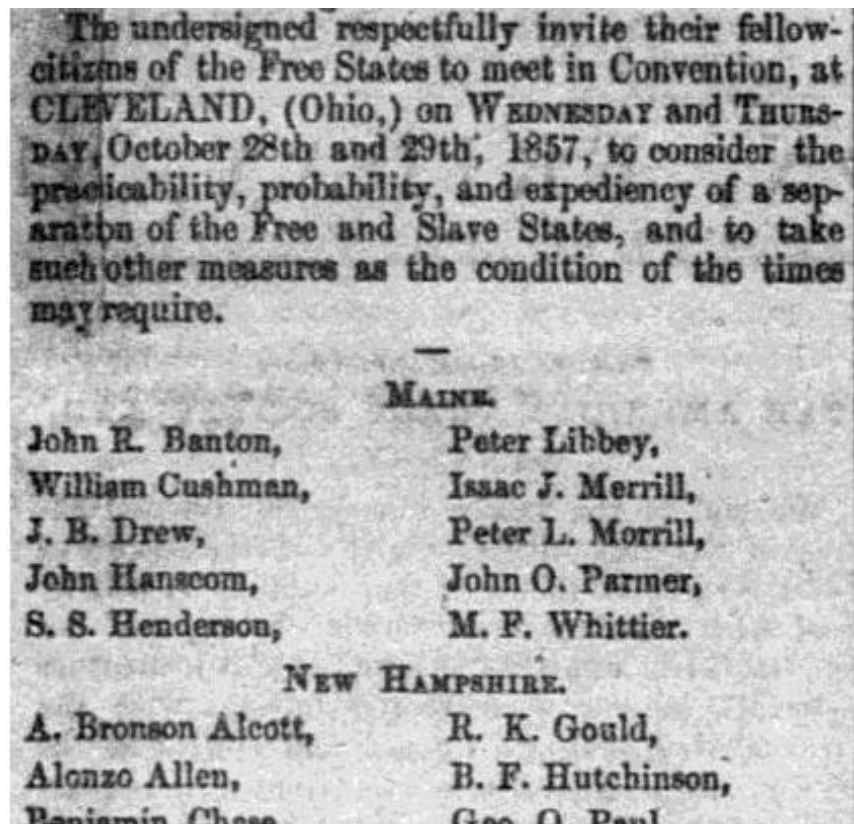 The undersigned respectfully invite their fellow-
citizens of the Free States to meet in Convention, at
CLEVELAND, (Ohio,) on WEDNESDAY and THURS-
DAY, October 28th and 29th, 1857, to consider the
practicability, probability, and expediency of a sep-
aration of the Free and Slave States, and to take
such other measures as the condition of the times
may require.
MAINE.
John R. Banton, Peter Libbey,
William Cushman, Isaac J. Merrill,
J. B. Drew, Peter L. Morrill,
John Hanscom, John O. Parmer,
S. S. Henderson, M. F. Whittier.
NEW HAMPSHIRE.
A. Bronson Alcott, R. K. Gould,
Alonzo Allen, B. F. Hutchinson,
Benjamin Chase Geo. O. Paul